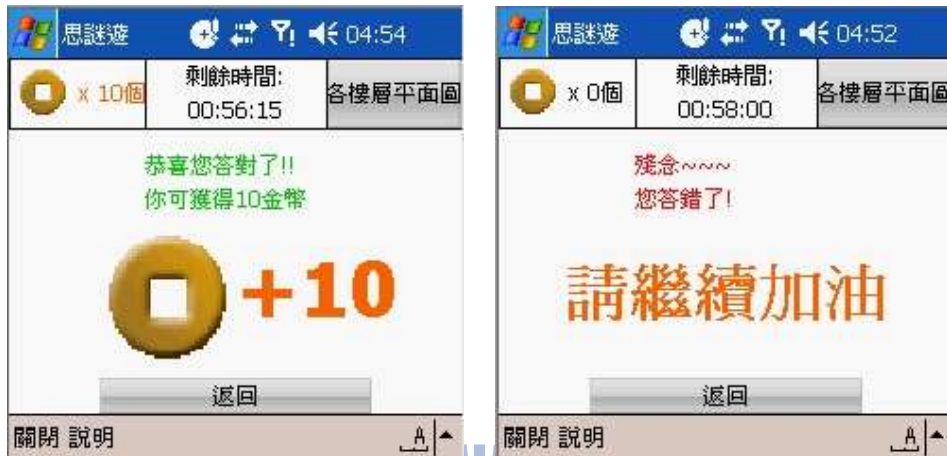 思謎遊 04:54
x 10個
剩餘時間:
00:56:15
各樓層平面圖
恭喜您答對了!!
你可獲得10金幣
+10
返回
關閉 說明
A
思謎遊 04:52
x 0個
剩餘時間:
00:58:00
各樓層平面圖
殘念~~~
您答錯了!
請繼續加油
返回
關閉 說明
A